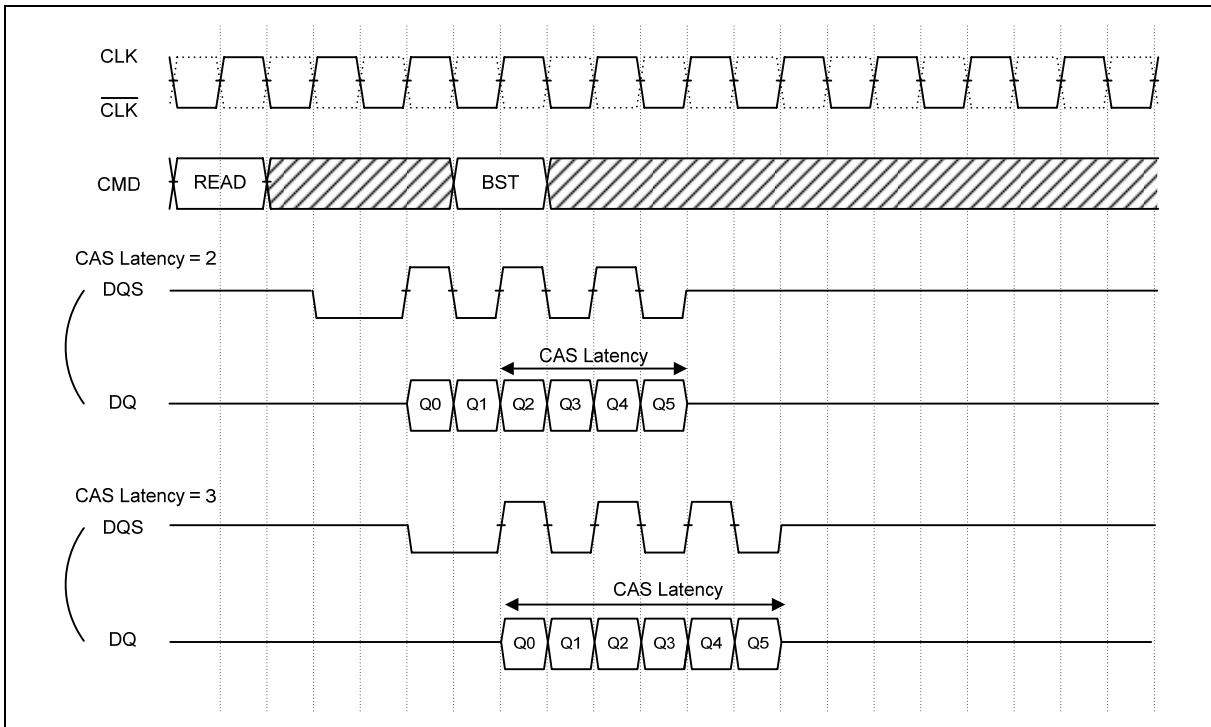 CLK
CLK
CMD
READ
BST
CAS Latency = 2
DQS
CAS Latency
DQ
Q0 Q1 Q2 Q3 Q4 Q5
CAS Latency = 3
DQS
CAS Latency
DQ
Q0 Q1 Q2 Q3 Q4 Q5